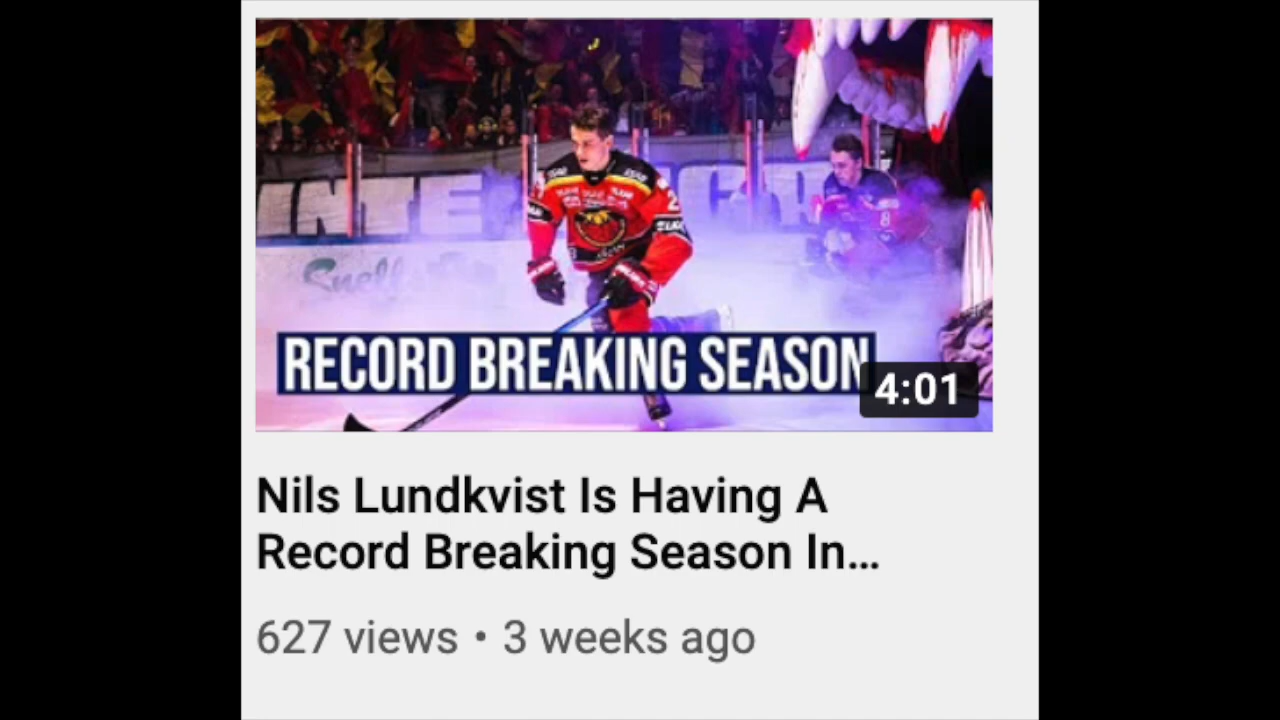 RECORD BREAKING SEASON
4:01
Nils Lundkvist Is Having A
Record Breaking Season In…
627 views • 3 weeks ago